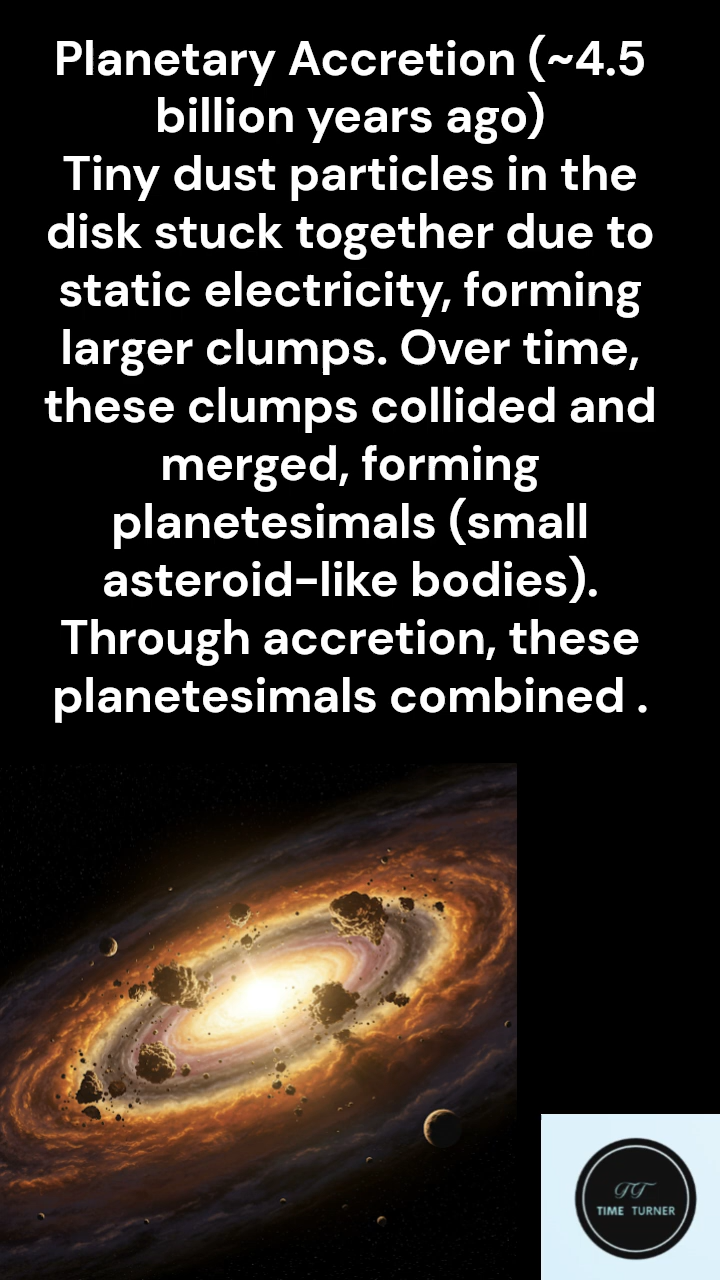 Planetary Accretion (~4.5
billion years ago)
Tiny dust particles in the
disk stuck together due to
static electricity, forming
larger clumps. Over time,
these clumps collided and
merged, forming
planetesimals (small
asteroid-like bodies).
Through accretion, these
planetesimals combined .
TT
TIME TURNER